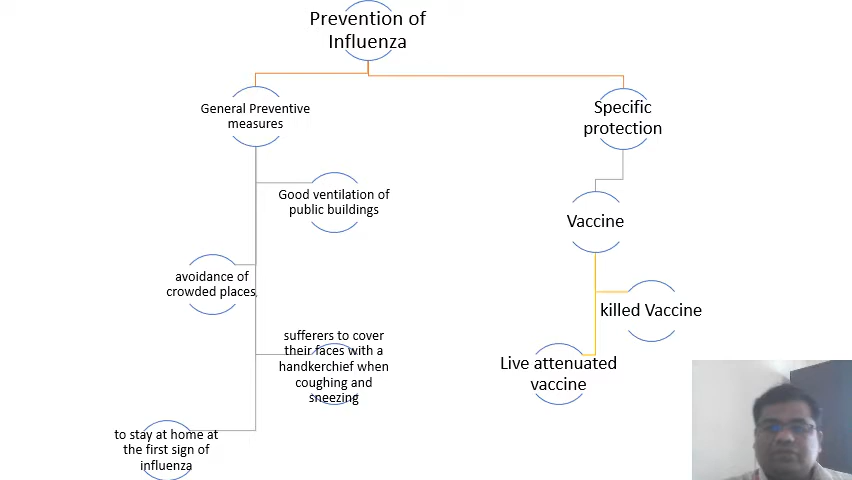 Prevention of
Influenza
General Preventive
measures
Specific
protection
Good ventilation of
public buildings
Vaccine
avoidance of
crowded places,
killed Vaccine
sufferers to cover
their faces with a
handkerchief when
coughing and
sneezing
Live attenuated
vaccine
to stay at home at
the first sign of
influenza